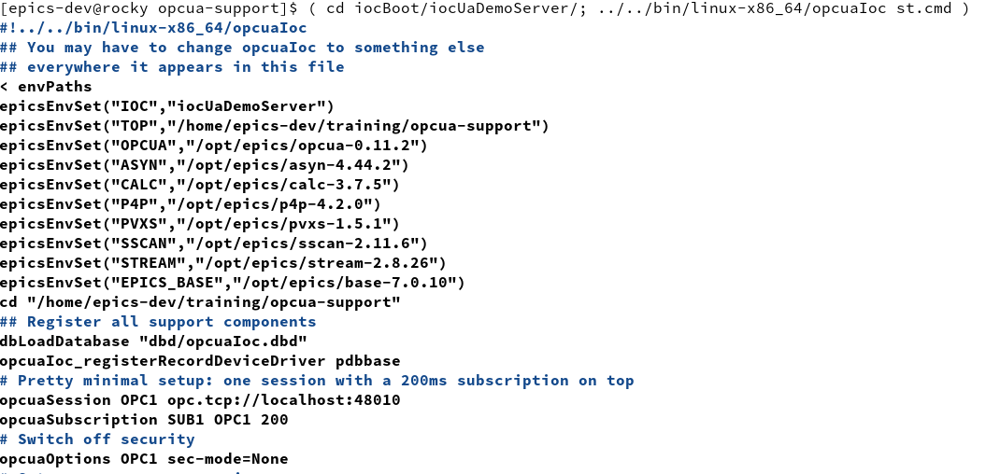 [epics-dev@rocky opcua-support]$ ( cd iocBoot/iocUaDemoServer/; ../../bin/linux-x86_64/opcuaIoc st.cmd )
#!../../bin/linux-x86_64/opcuaIoc
## You may have to change opcuaIoc to something else
## everywhere it appears in this file
< envPaths
epicsEnvSet("IOC","iocUaDemoServer")
epicsEnvSet("TOP","/home/epics-dev/training/opcua-support")
epicsEnvSet("OPCUA","/opt/epics/opcua-0.11.2")
epicsEnvSet("ASYN","/opt/epics/asyn-4.44.2")
epicsEnvSet("CALC","/opt/epics/calc-3.7.5")
epicsEnvSet("P4P","/opt/epics/p4p-4.2.0")
epicsEnvSet("PVXS","/opt/epics/pvxs-1.5.1")
epicsEnvSet("SSCAN","/opt/epics/sscan-2.11.6")
epicsEnvSet("STREAM","/opt/epics/stream-2.8.26")
epicsEnvSet("EPICS_BASE","/opt/epics/base-7.0.10")
cd "/home/epics-dev/training/opcua-support"
## Register all support components
dbLoadDatabase "dbd/opcuaIoc.dbd"
opcuaIoc_registerRecordDeviceDriver pdbbase
# Pretty minimal setup: one session with a 200ms subscription on top
opcuaSession OPC1 opc.tcp://localhost:48010
opcuaSubscription SUB1 OPC1 200
# Switch off security
opcuaOptions OPC1 sec-mode=None